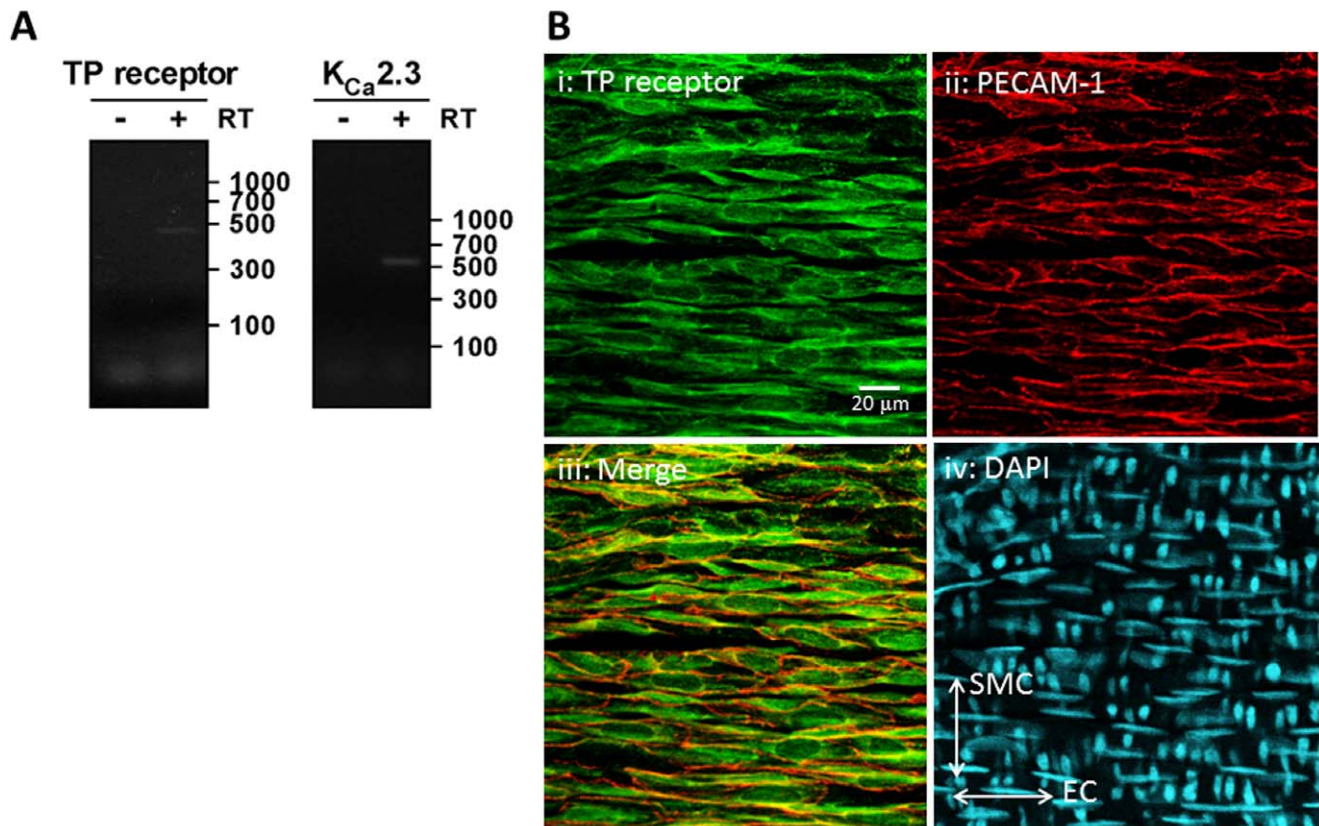 A
B
TP receptor
K_Ca2.3
- + RT
- + RT
1000
700
500
300
100
1000
700
500
300
100
i: TP receptor
ii: PECAM-1
20 μm
iii: Merge
iv: DAPI
SMC
EC